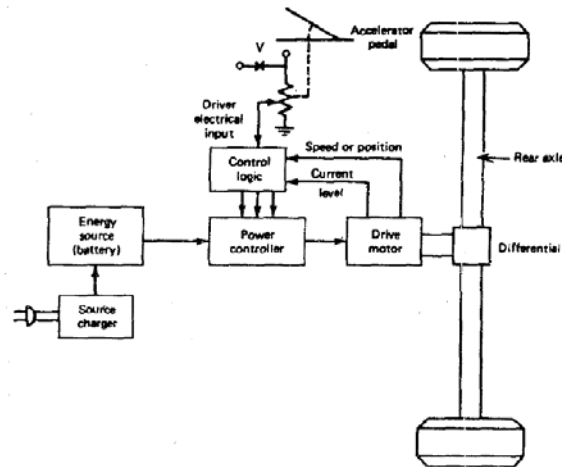 Accelerator
pedal
V
Driver
electrical
input
Speed or position
Rear axle
Control
logic
Current
level
Energy
source
(battery)
Power
controller
Drive
motor
Differential
Source
charger